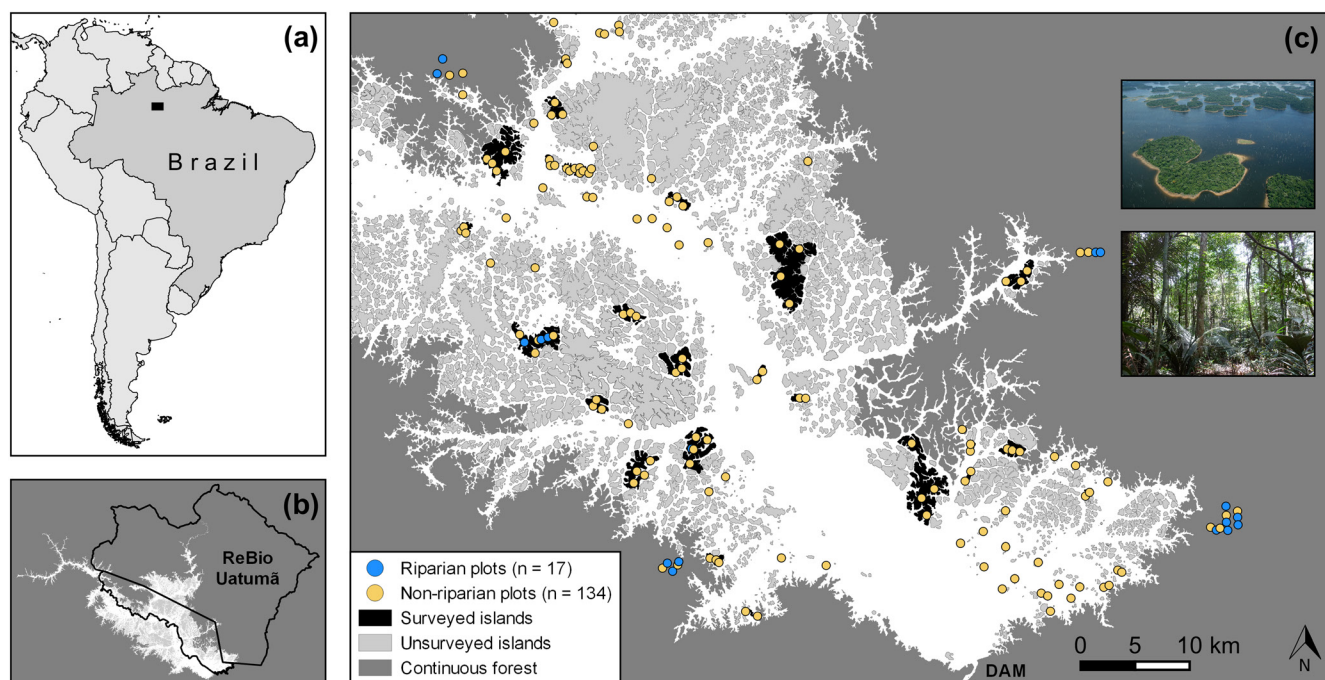 (a)
Brazil
(b)
ReBio
Uatumã
(c)
Riparian plots (n = 17)
Non-riparian plots (n = 134)
Surveyed islands
Unsurveyed islands
Continuous forest
DAM
0 5 10 km
N